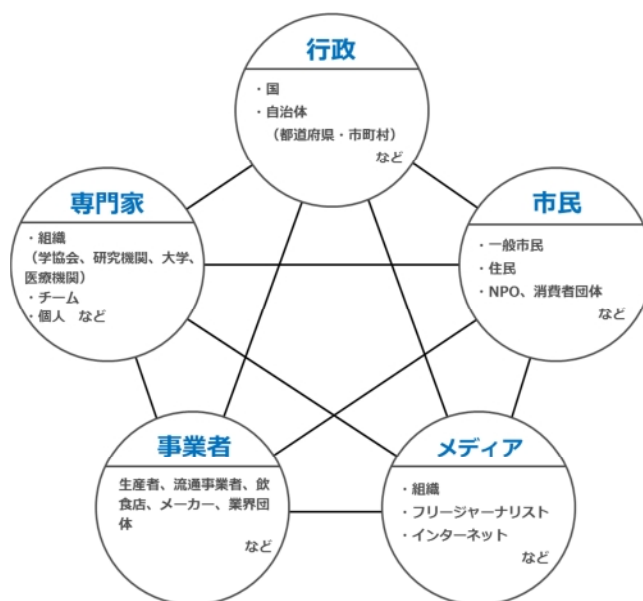 行政
・国
・自治体
（都道府県・市町村）
など
専門家
・組織
（学協会、研究機関、大学、
医療機関）
・チーム
・個人 など
市民
・一般市民
・住民
・NPO、消費者団体
など
事業者
生産者、流通事業者、飲
食店、メーカー、業界団
体
など
メディア
・組織
・フリージャーナリスト
・インターネット
など